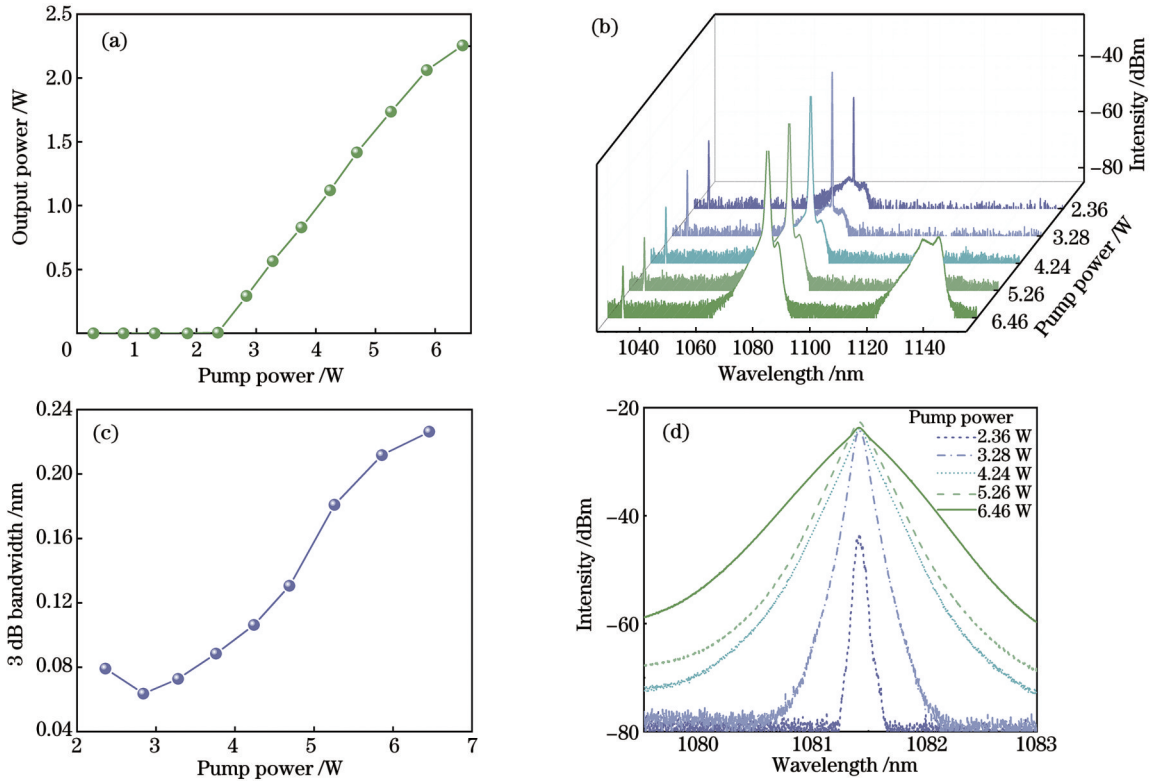 (a)
2.5
2.0
1.5
1.0
0.5
0
1 2 3 4 5 6
Output power /W
Pump power /W
(b)
−40
−60
−80
Intensity /dBm
2.36
3.28
4.24
5.26
6.46
Pump power /W
1040 1060 1080 1100 1120 1140
Wavelength /nm
(c)
0.24
0.20
0.16
0.12
0.08
0.04
2 3 4 5 6 7
3 dB bandwidth /nm
Pump power /W
(d)
−20
−40
−60
−80
Intensity /dBm
Pump power
2.36 W
3.28 W
4.24 W
5.26 W
6.46 W
1080 1081 1082 1083
Wavelength /nm